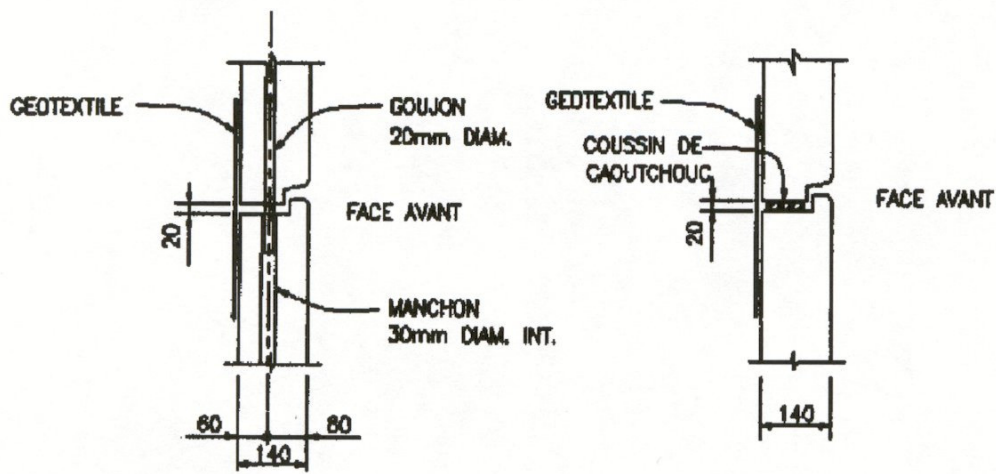 GEOTEXTILE
GOUJON
20mm DIAM.
FACE AVANT
20
MANCHON
30mm DIAM. INT.
60
80
140
GEOTEXTILE
COUSSIN DE
CAOUTCHOUC
FACE AVANT
20
140